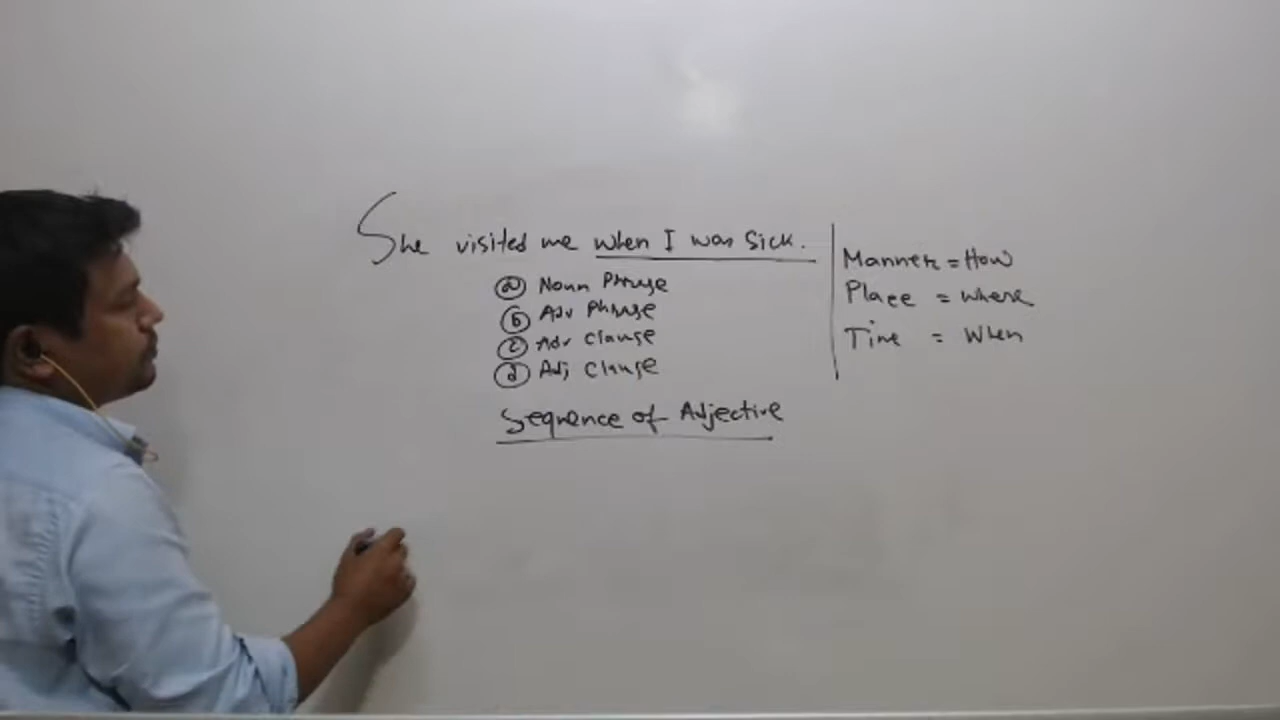 She visited me when I was sick.
ⓐ Noun Phrase
ⓑ Adv Phrase
ⓒ Adv clause
ⓓ Adj clause
Sequence of Adjective
Manner = How
Place = where
Time = When